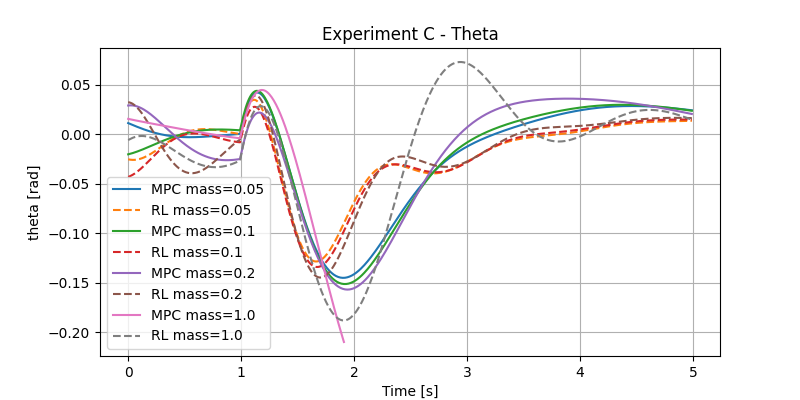 Experiment C - Theta
theta [rad]
0.05
0.00
−0.05
−0.10
−0.15
−0.20
MPC mass=0.05
RL mass=0.05
MPC mass=0.1
RL mass=0.1
MPC mass=0.2
RL mass=0.2
MPC mass=1.0
RL mass=1.0
0 1 2 3 4 5
Time [s]